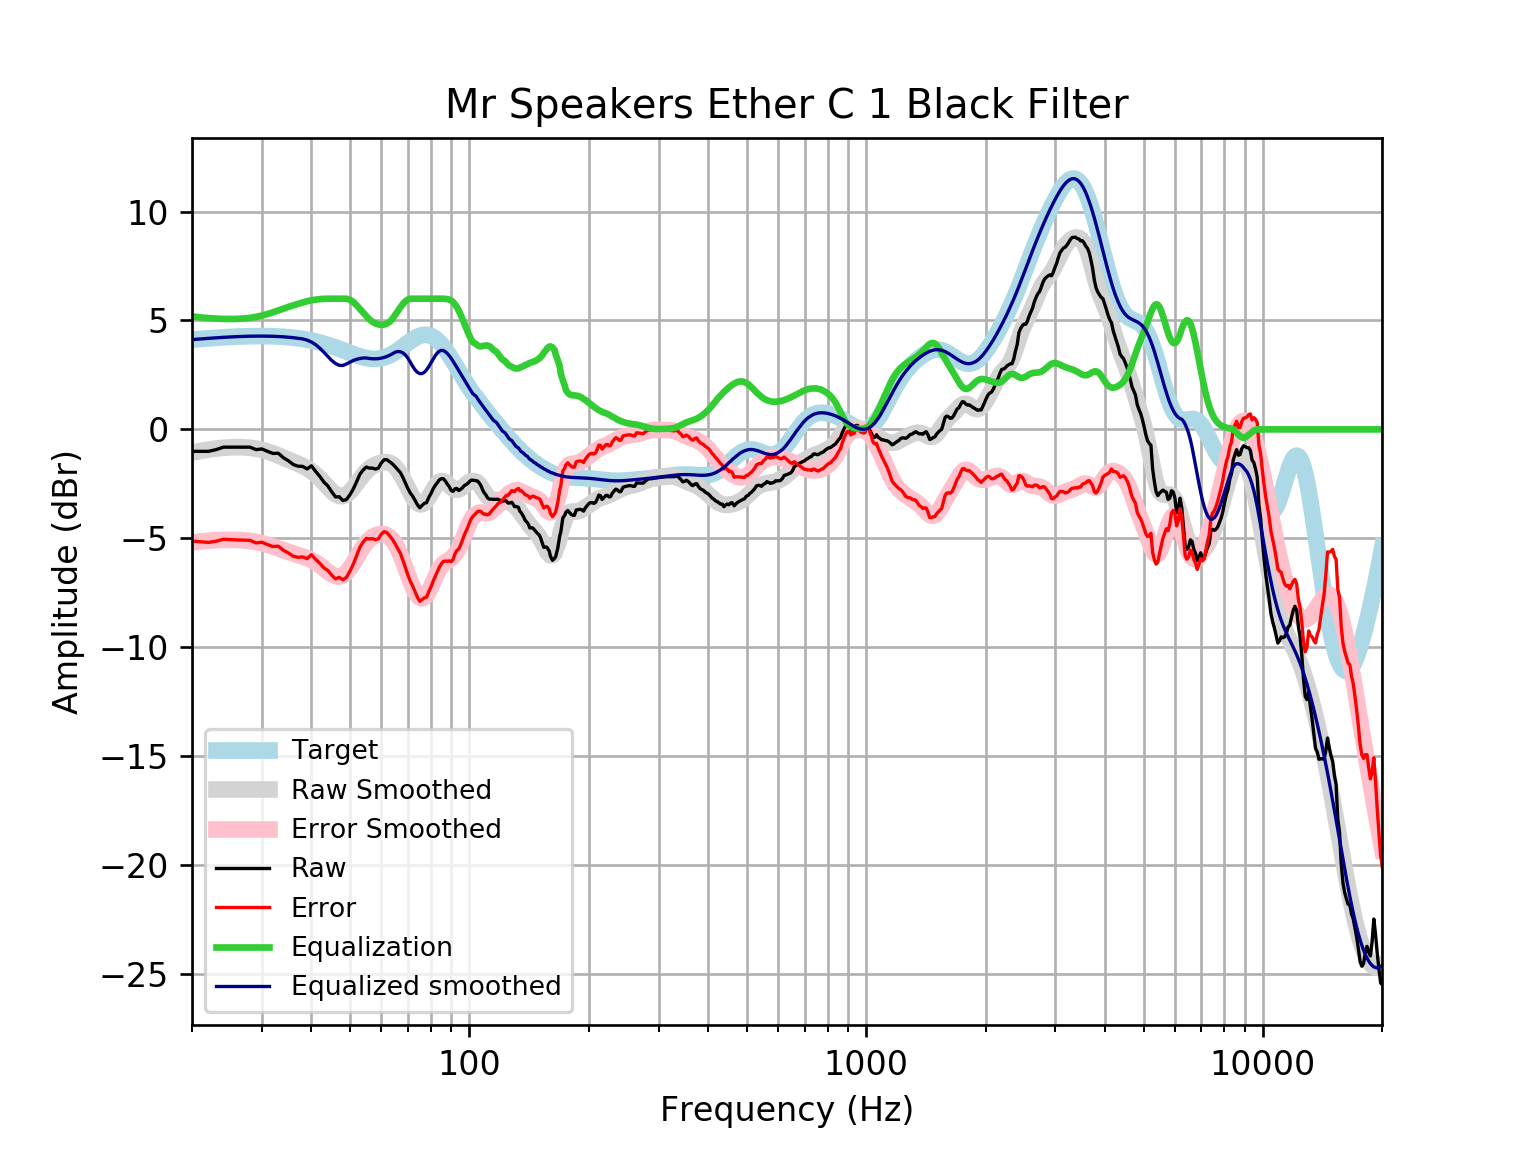 Mr Speakers Ether C 1 Black Filter
10
5
0
−5
−10
−15
−20
−25
Amplitude (dBr)
Target
Raw Smoothed
Error Smoothed
Raw
Error
Equalization
Equalized smoothed
100 1000 10000
Frequency (Hz)